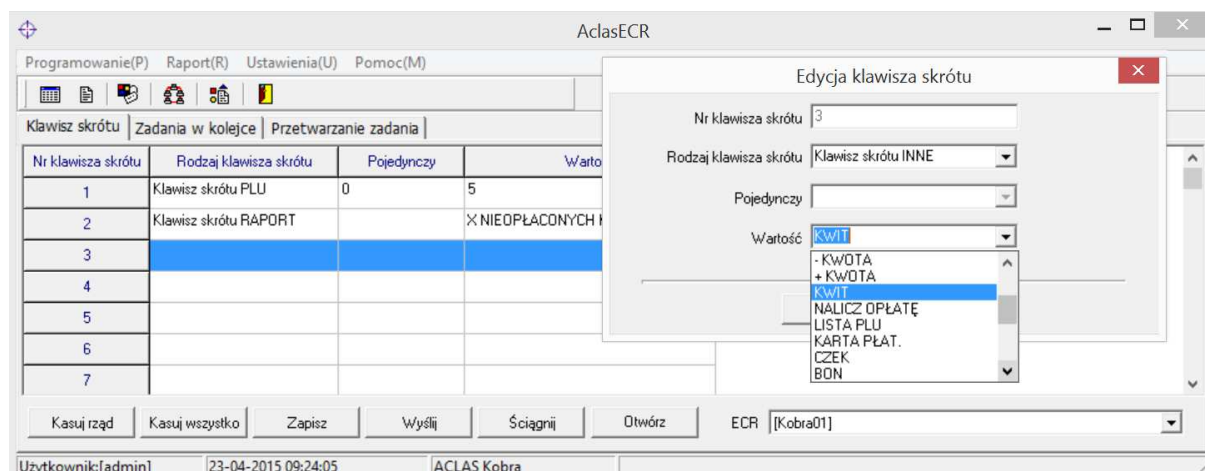 AclasECR
Programowanie(P) Raport(R) Ustawienia(U) Pomoc(M)
Klawisz skrótu Zadania w kolejce Przetwarzanie zadania
Nr klawisza skrótu Rodzaj klawisza skrótu Pojedynczy Warto
1 Klawisz skrótu PLU 0 5
2 Klawisz skrótu RAPORT X NIEOPŁACONYCH
3
4
5
6
7
Edycja klawisza skrótu
Nr klawisza skrótu 3
Rodzaj klawisza skrótu Klawisz skrótu INNE
Pojedynczy
Wartość KWIT
- KWOTA
+ KWOTA
KWIT
NALICZ OPŁATĘ
LISTA PLU
KARTA PŁAT.
CZEK
BON
Kasuj rząd Kasuj wszystko Zapisz Wyślij Ściągnij Otwórz ECR [Kobra01]
Użytkownik:[admin] 23-04-2015 09:24:05 ACLAS Kobra